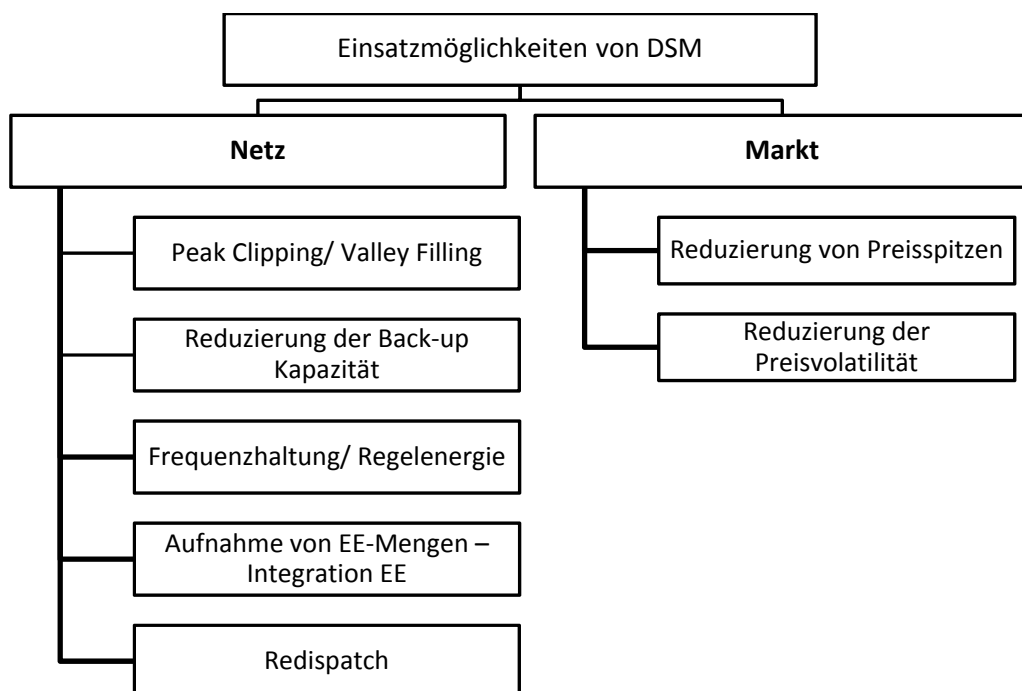 Einsatzmöglichkeiten von DSM
Netz
Peak Clipping/ Valley Filling
Reduzierung der Back-up
Kapazität
Frequenzhaltung/ Regelenergie
Aufnahme von EE-Mengen –
Integration EE
Redispatch
Markt
Reduzierung von Preisspitzen
Reduzierung der
Preisvolatilität